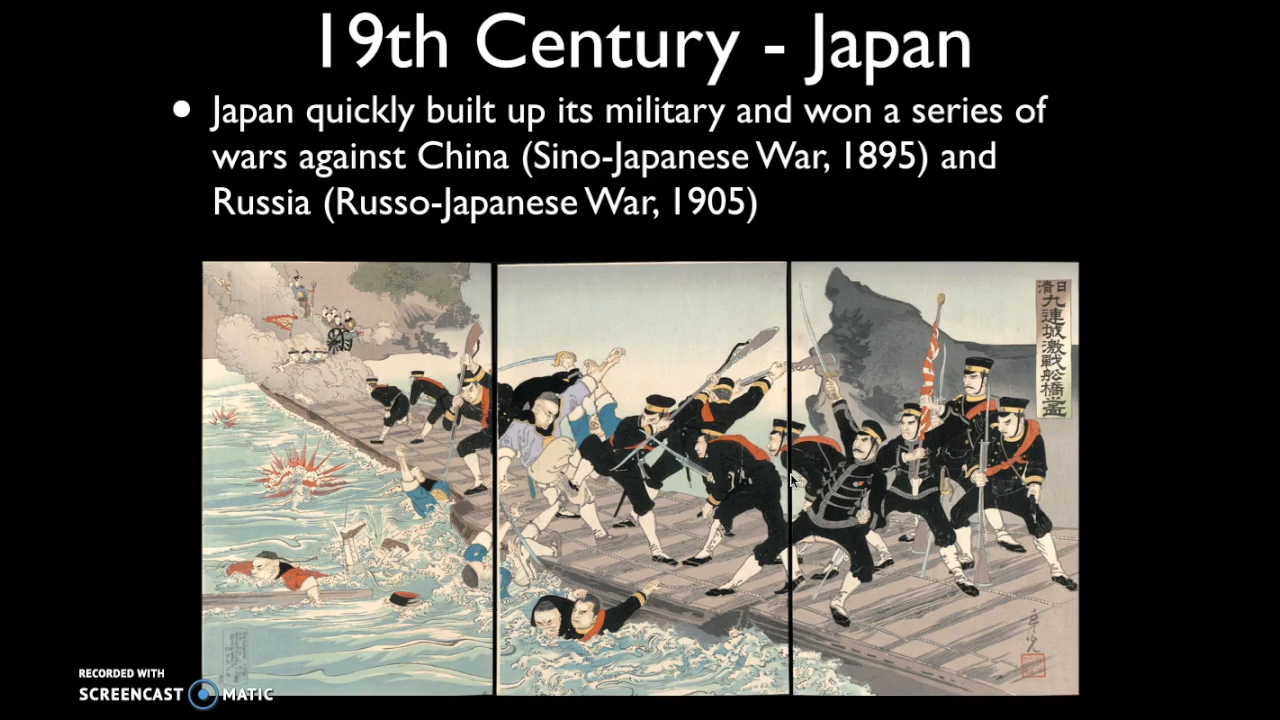 19th Century - Japan
• Japan quickly built up its military and won a series of
wars against China (Sino-Japanese War, 1895) and
Russia (Russo-Japanese War, 1905)
日清
九連城激戰船橋之圖
RECORDED WITH
SCREENCAST MATIC